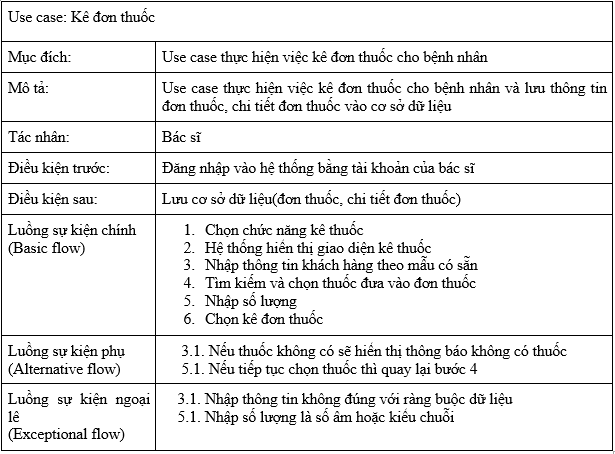 Use case: Kê đơn thuốc
Mục đích:
Use case thực hiện việc kê đơn thuốc cho bệnh nhân
Mô tả:
Use case thực hiện việc kê đơn thuốc cho bệnh nhân và lưu thông tin
đơn thuốc, chi tiết đơn thuốc vào cơ sở dữ liệu
Tác nhân:
Bác sĩ
Điều kiện trước:
Đăng nhập vào hệ thống bằng tài khoản của bác sĩ
Điều kiện sau:
Lưu cơ sở dữ liệu(đơn thuốc, chi tiết đơn thuốc)
Luồng sự kiện chính
(Basic flow)
1. Chọn chức năng kê thuốc
2. Hệ thống hiển thị giao diện kê thuốc
3. Nhập thông tin khách hàng theo mẫu có sẵn
4. Tìm kiếm và chọn thuốc đưa vào đơn thuốc
5. Nhập số lượng
6. Chọn kê đơn thuốc
Luồng sự kiện phụ
(Alternative flow)
3.1. Nếu thuốc không có sẽ hiển thị thông báo không có thuốc
5.1. Nếu tiếp tục chọn thuốc thì quay lại bước 4
Luồng sự kiện ngoại
lê
(Exceptional flow)
3.1. Nhập thông tin không đúng với ràng buộc dữ liệu
5.1. Nhập số lượng là số âm hoặc kiểu chuỗi